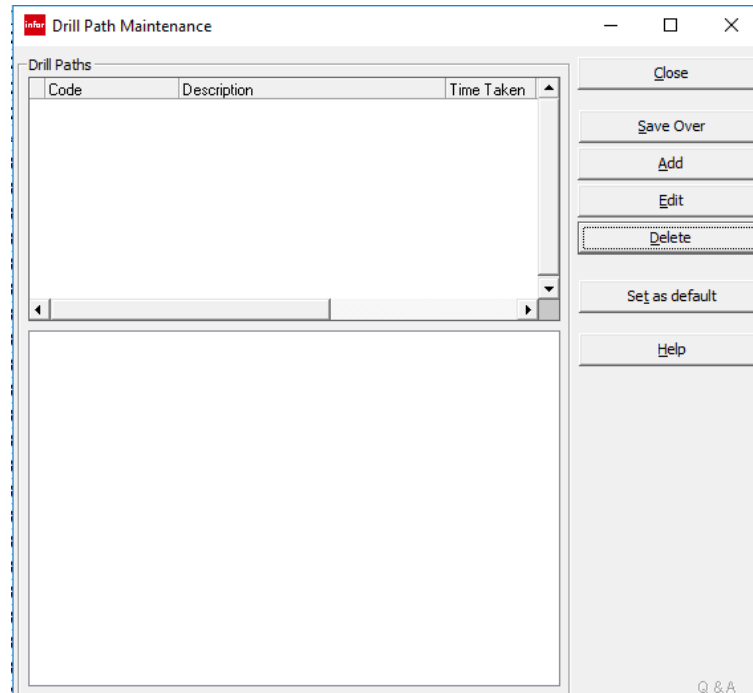 infor Drill Path Maintenance
Drill Paths
Code Description Time Taken
Close
Save Over
Add
Edit
Delete
Set as default
Help
Q & A